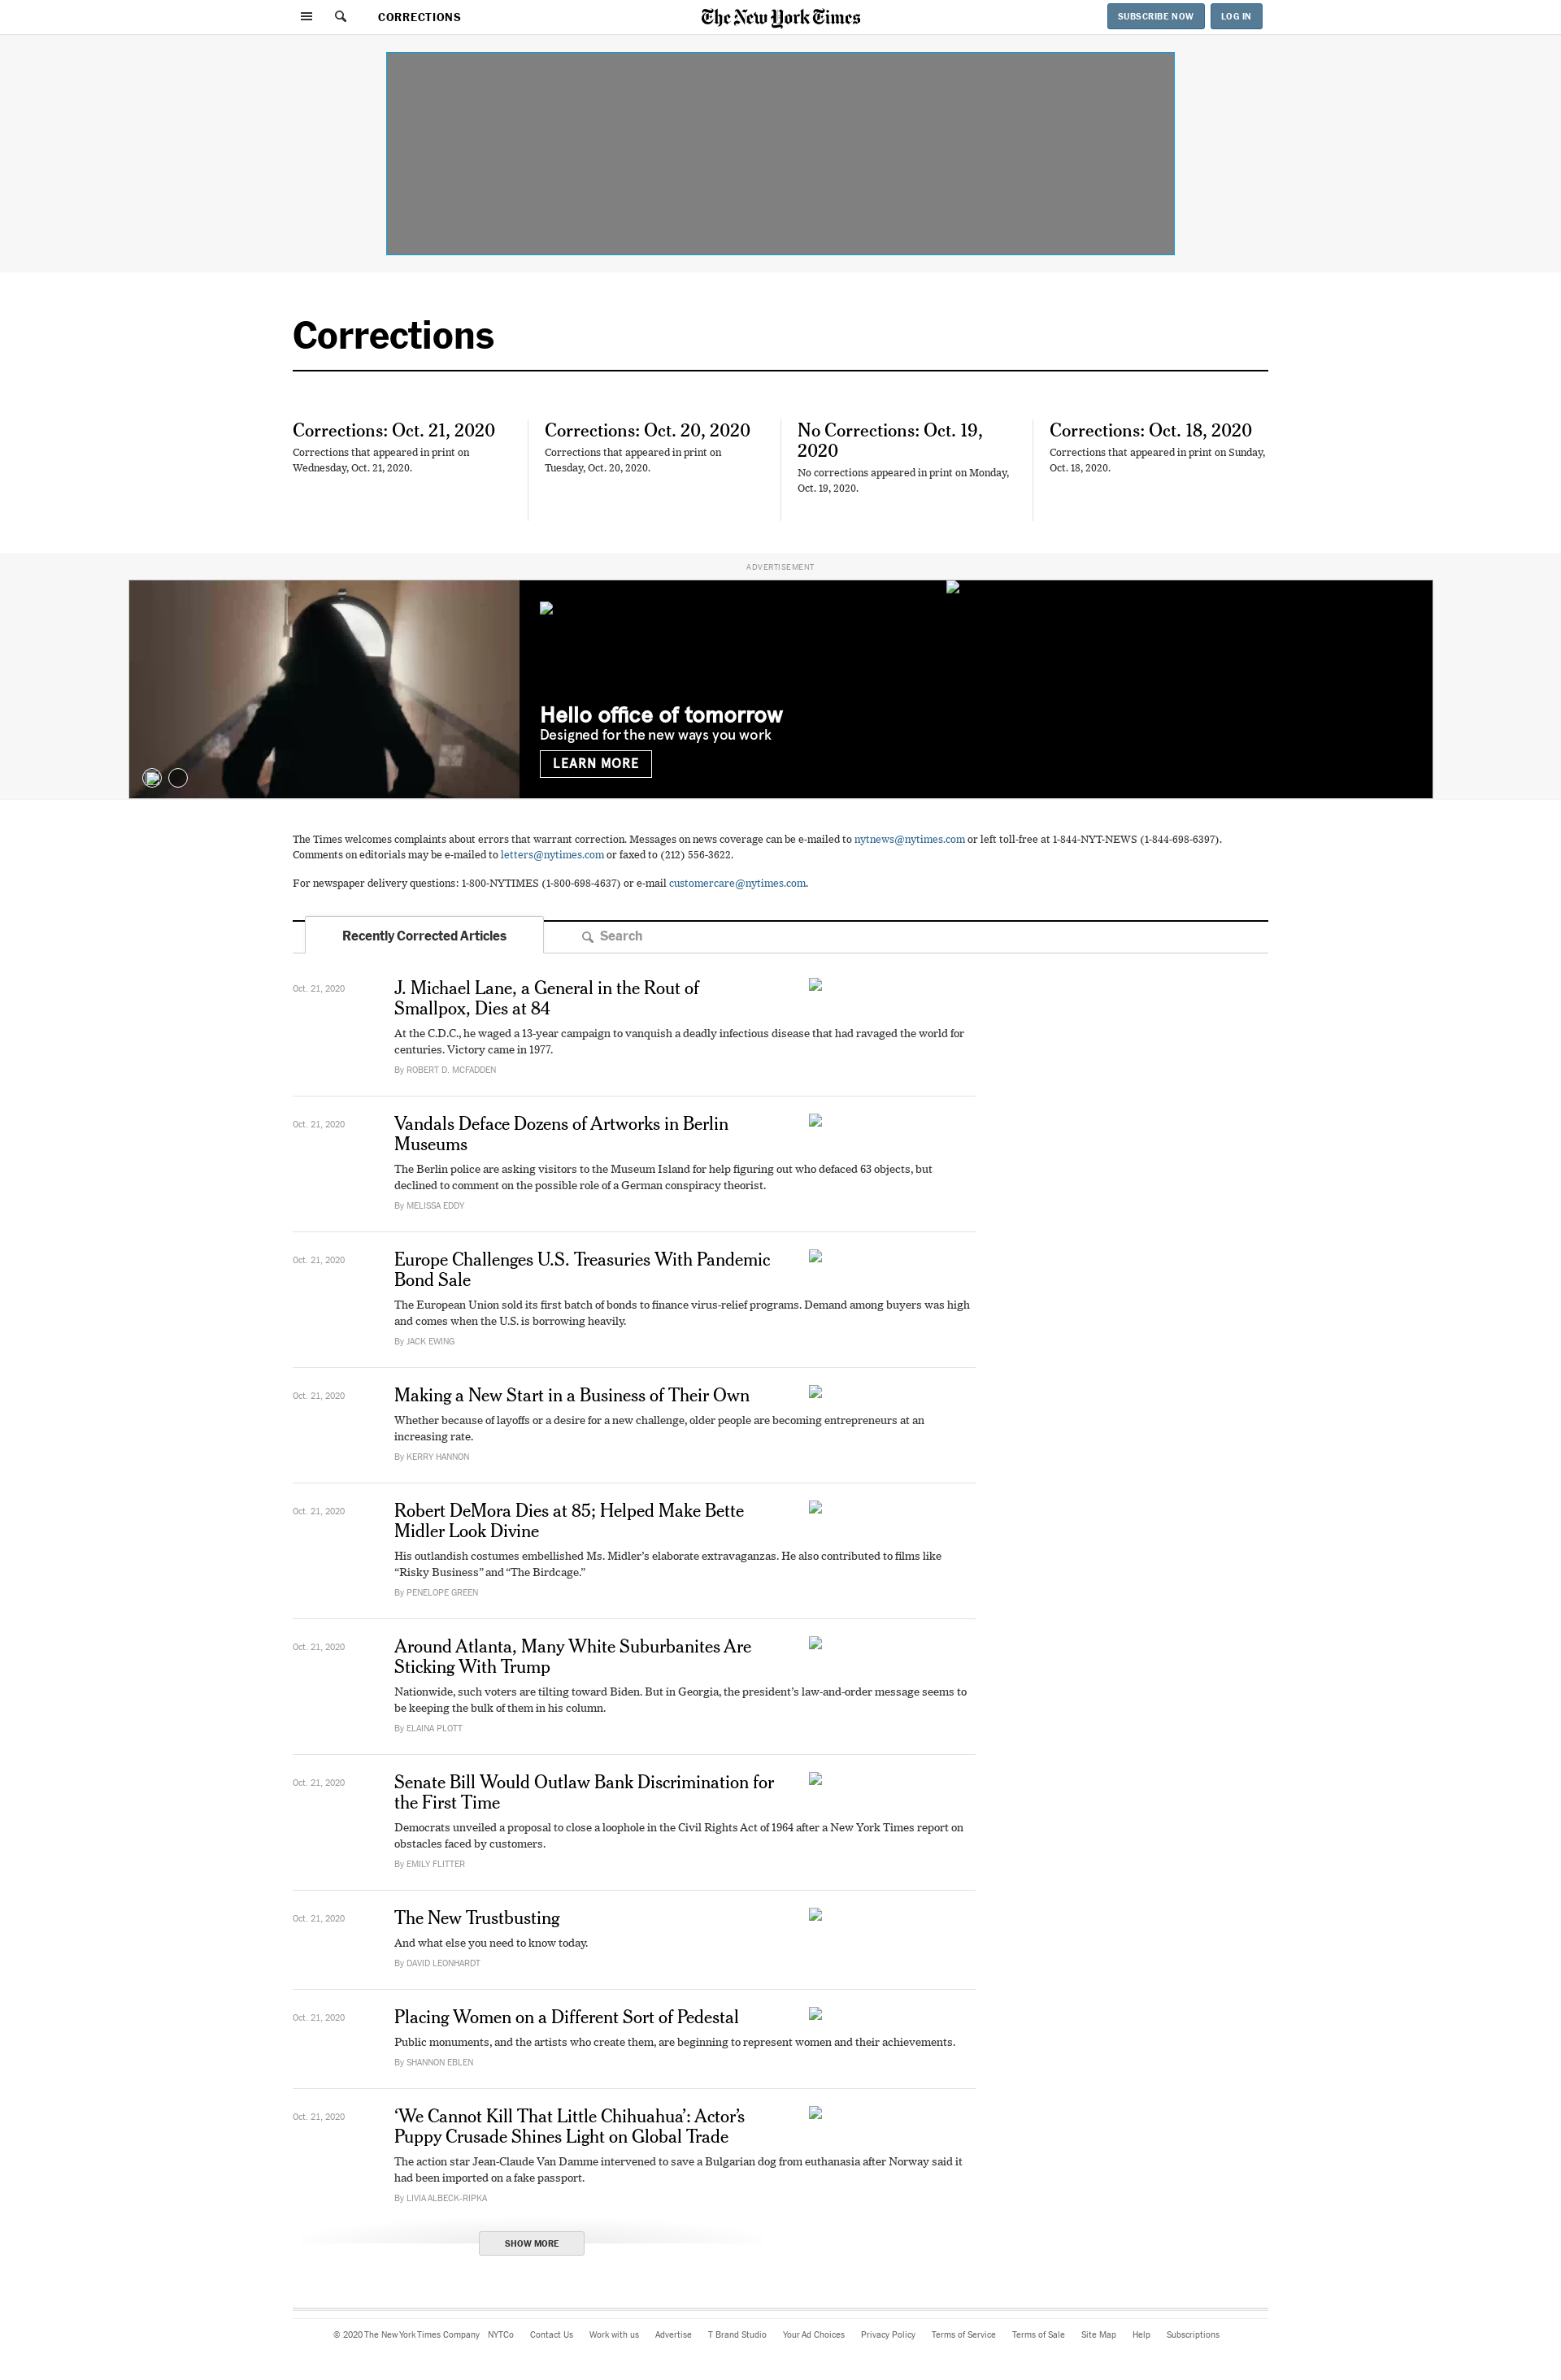 CORRECTIONS
The New York Times
SUBSCRIBE NOW
LOG IN
Corrections
Corrections: Oct. 21, 2020
Corrections that appeared in print on
Wednesday, Oct. 21, 2020.
Corrections: Oct. 20, 2020
Corrections that appeared in print on
Tuesday, Oct. 20, 2020.
No Corrections: Oct. 19,
2020
No corrections appeared in print on Monday,
Oct. 19, 2020.
Corrections: Oct. 18, 2020
Corrections that appeared in print on Sunday,
Oct. 18, 2020.
ADVERTISEMENT
Hello office of tomorrow
Designed for the new ways you work
LEARN MORE
The Times welcomes complaints about errors that warrant correction. Messages on news coverage can be e-mailed to nytnews@nytimes.com or left toll-free at 1-844-NYT-NEWS (1-844-698-6397).
Comments on editorials may be e-mailed to letters@nytimes.com or faxed to (212) 556-3622.
For newspaper delivery questions: 1-800-NYTIMES (1-800-698-4637) or e-mail customercare@nytimes.com.
Recently Corrected Articles
Search
Oct. 21, 2020
J. Michael Lane, a General in the Rout of
Smallpox, Dies at 84
At the C.D.C., he waged a 13-year campaign to vanquish a deadly infectious disease that had ravaged the world for
centuries. Victory came in 1977.
By ROBERT D. MCFADDEN
Oct. 21, 2020
Vandals Deface Dozens of Artworks in Berlin
Museums
The Berlin police are asking visitors to the Museum Island for help figuring out who defaced 63 objects, but
declined to comment on the possible role of a German conspiracy theorist.
By MELISSA EDDY
Oct. 21, 2020
Europe Challenges U.S. Treasuries With Pandemic
Bond Sale
The European Union sold its first batch of bonds to finance virus-relief programs. Demand among buyers was high
and comes when the U.S. is borrowing heavily.
By JACK EWING
Oct. 21, 2020
Making a New Start in a Business of Their Own
Whether because of layoffs or a desire for a new challenge, older people are becoming entrepreneurs at an
increasing rate.
By KERRY HANNON
Oct. 21, 2020
Robert DeMora Dies at 85; Helped Make Bette
Midler Look Divine
His outlandish costumes embellished Ms. Midler’s elaborate extravaganzas. He also contributed to films like
“Risky Business” and “The Birdcage.”
By PENELOPE GREEN
Oct. 21, 2020
Around Atlanta, Many White Suburbanites Are
Sticking With Trump
Nationwide, such voters are tilting toward Biden. But in Georgia, the president’s law-and-order message seems to
be keeping the bulk of them in his column.
By ELAINA PLOTT
Oct. 21, 2020
Senate Bill Would Outlaw Bank Discrimination for
the First Time
Democrats unveiled a proposal to close a loophole in the Civil Rights Act of 1964 after a New York Times report on
obstacles faced by customers.
By EMILY FLITTER
Oct. 21, 2020
The New Trustbusting
And what else you need to know today.
By DAVID LEONHARDT
Oct. 21, 2020
Placing Women on a Different Sort of Pedestal
Public monuments, and the artists who create them, are beginning to represent women and their achievements.
By SHANNON EBLEN
Oct. 21, 2020
‘We Cannot Kill That Little Chihuahua’: Actor’s
Puppy Crusade Shines Light on Global Trade
The action star Jean-Claude Van Damme intervened to save a Bulgarian dog from euthanasia after Norway said it
had been imported on a fake passport.
By LIVIA ALBECK-RIPKA
SHOW MORE
© 2020 The New York Times Company NYTCo Contact Us Work with us Advertise T Brand Studio Your Ad Choices Privacy Policy Terms of Service Terms of Sale Site Map Help Subscriptions